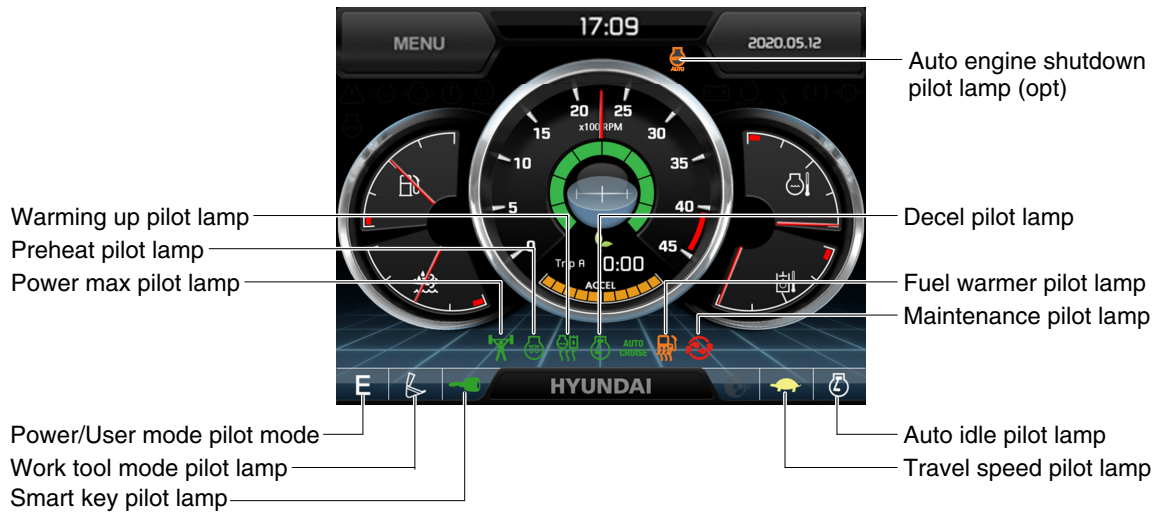 MENU
17:09
2020.05.12
AUTO
Auto engine shutdown
pilot lamp (opt)
20
25
x100 RPM
15
30
10
35
5
40
0
45
Trip A
0:00
ACCEL
Warming up pilot lamp
Preheat pilot lamp
Power max pilot lamp
Decel pilot lamp
Fuel warmer pilot lamp
Maintenance pilot lamp
AUTO
CRUISE
E
HYUNDAI
Power/User mode pilot mode
Work tool mode pilot lamp
Smart key pilot lamp
Auto idle pilot lamp
Travel speed pilot lamp